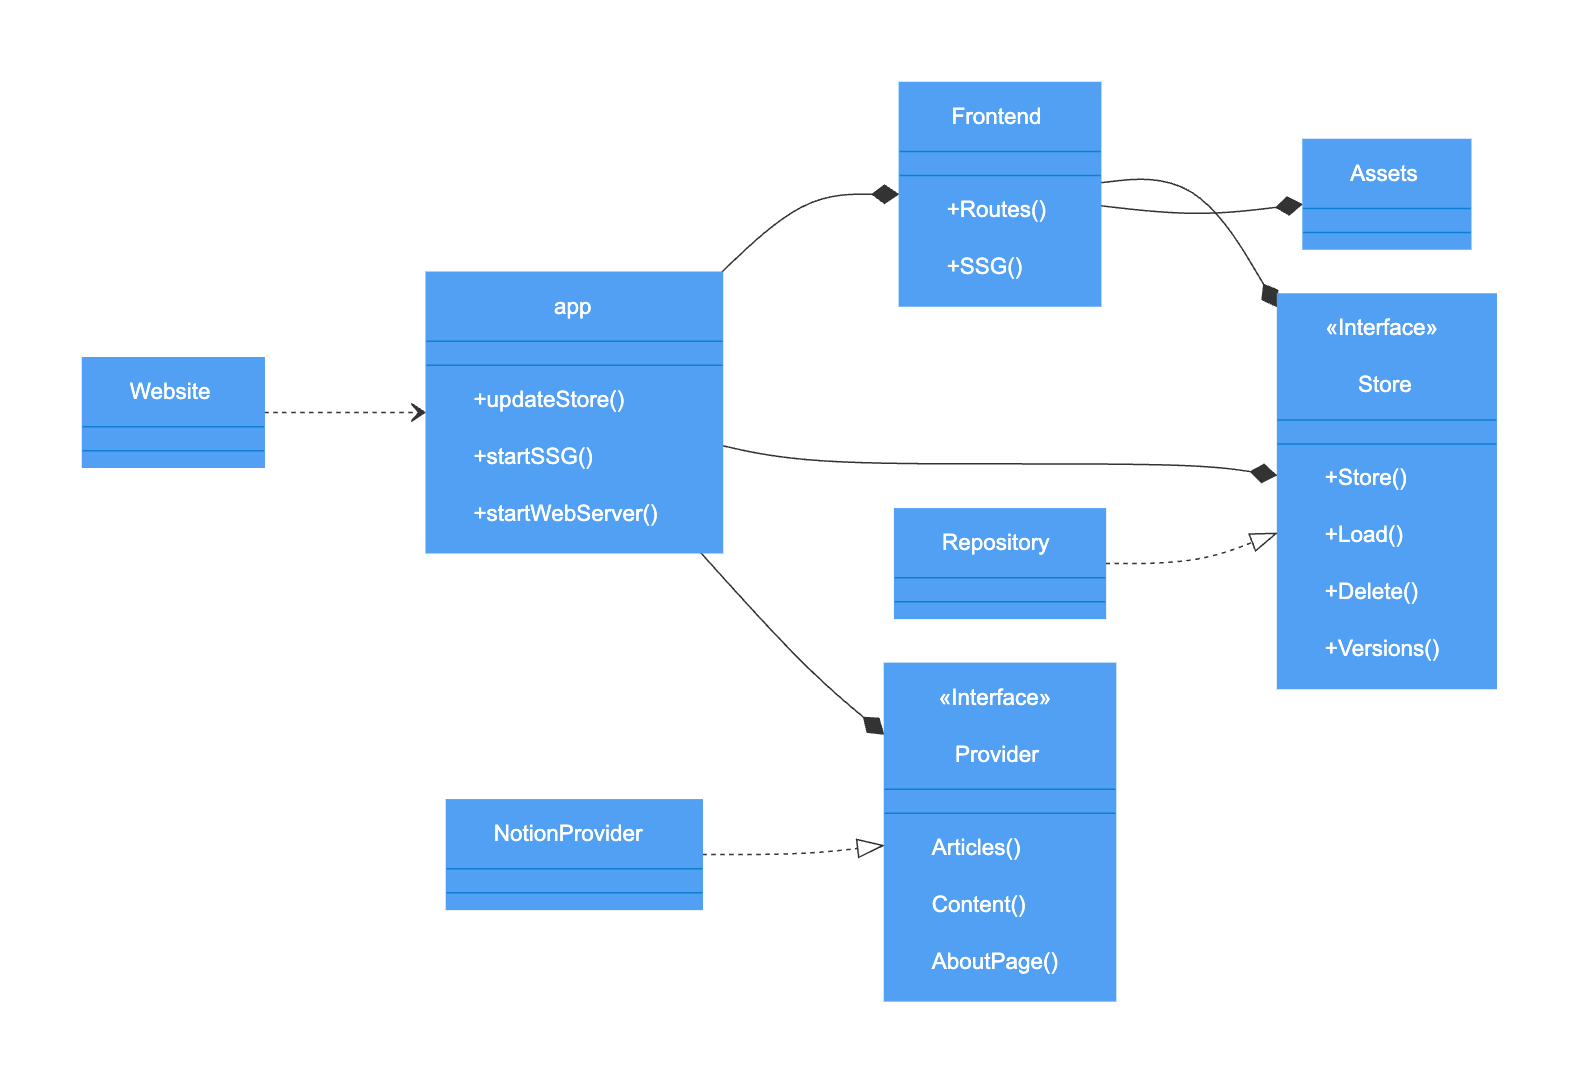 Website
app
+updateStore()
+startSSG()
+startWebServer()
Frontend
+Routes()
+SSG()
Assets
«Interface»
Store
+Store()
+Load()
+Delete()
+Versions()
Repository
«Interface»
Provider
Articles()
Content()
AboutPage()
NotionProvider